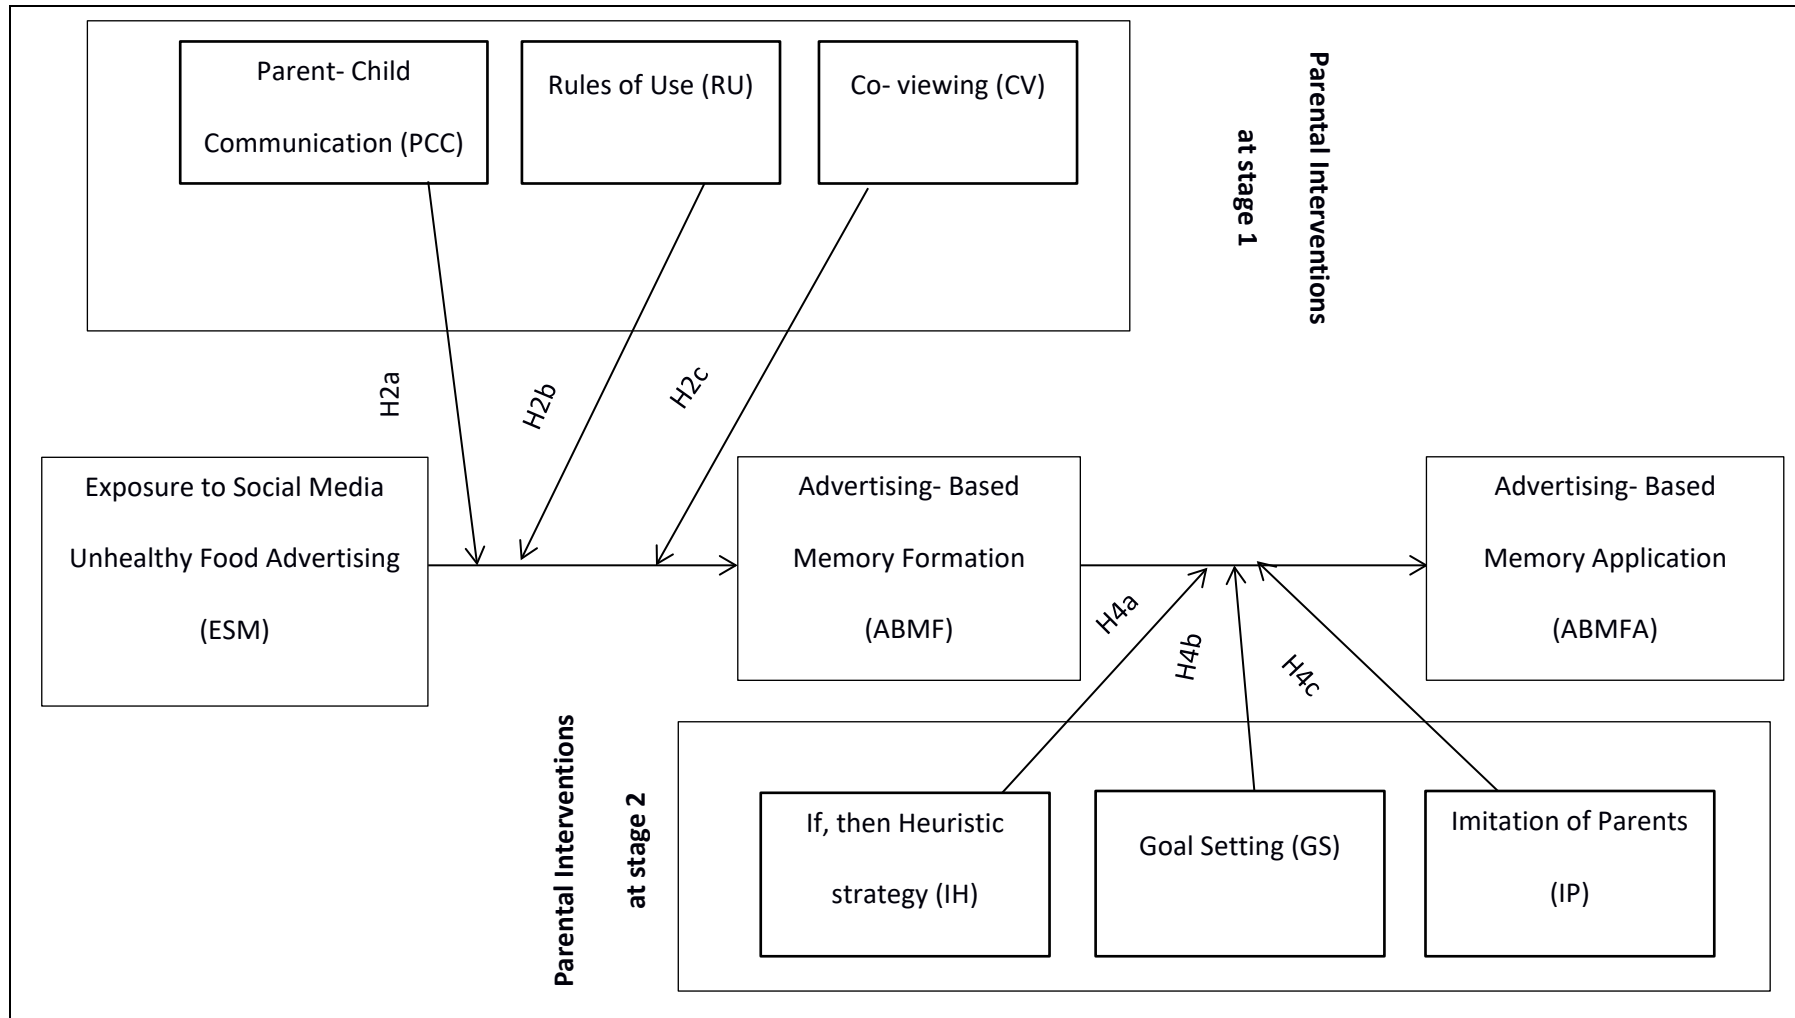 Parent- Child
Communication (PCC)
Rules of Use (RU)
Co- viewing (CV)
Parental Interventions
at stage 1
H2a
H2b
H2c
Exposure to Social Media
Unhealthy Food Advertising
(ESM)
Advertising- Based
Memory Formation
(ABMF)
Advertising- Based
Memory Application
(ABMFA)
H4a
H4b
H4c
Parental Interventions
at stage 2
If, then Heuristic
strategy (IH)
Goal Setting (GS)
Imitation of Parents
(IP)